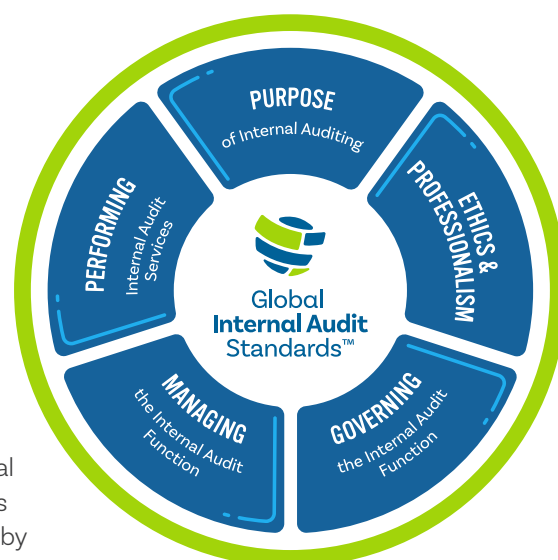 PURPOSE
of Internal Auditing
ETHICS &
PROFESSIONALISM
GOVERNING
the Internal Audit
Function
MANAGING
the Internal Audit
Function
PERFORMING
Internal Audit
Services
Global
Internal Audit
Standards™
al
s
by